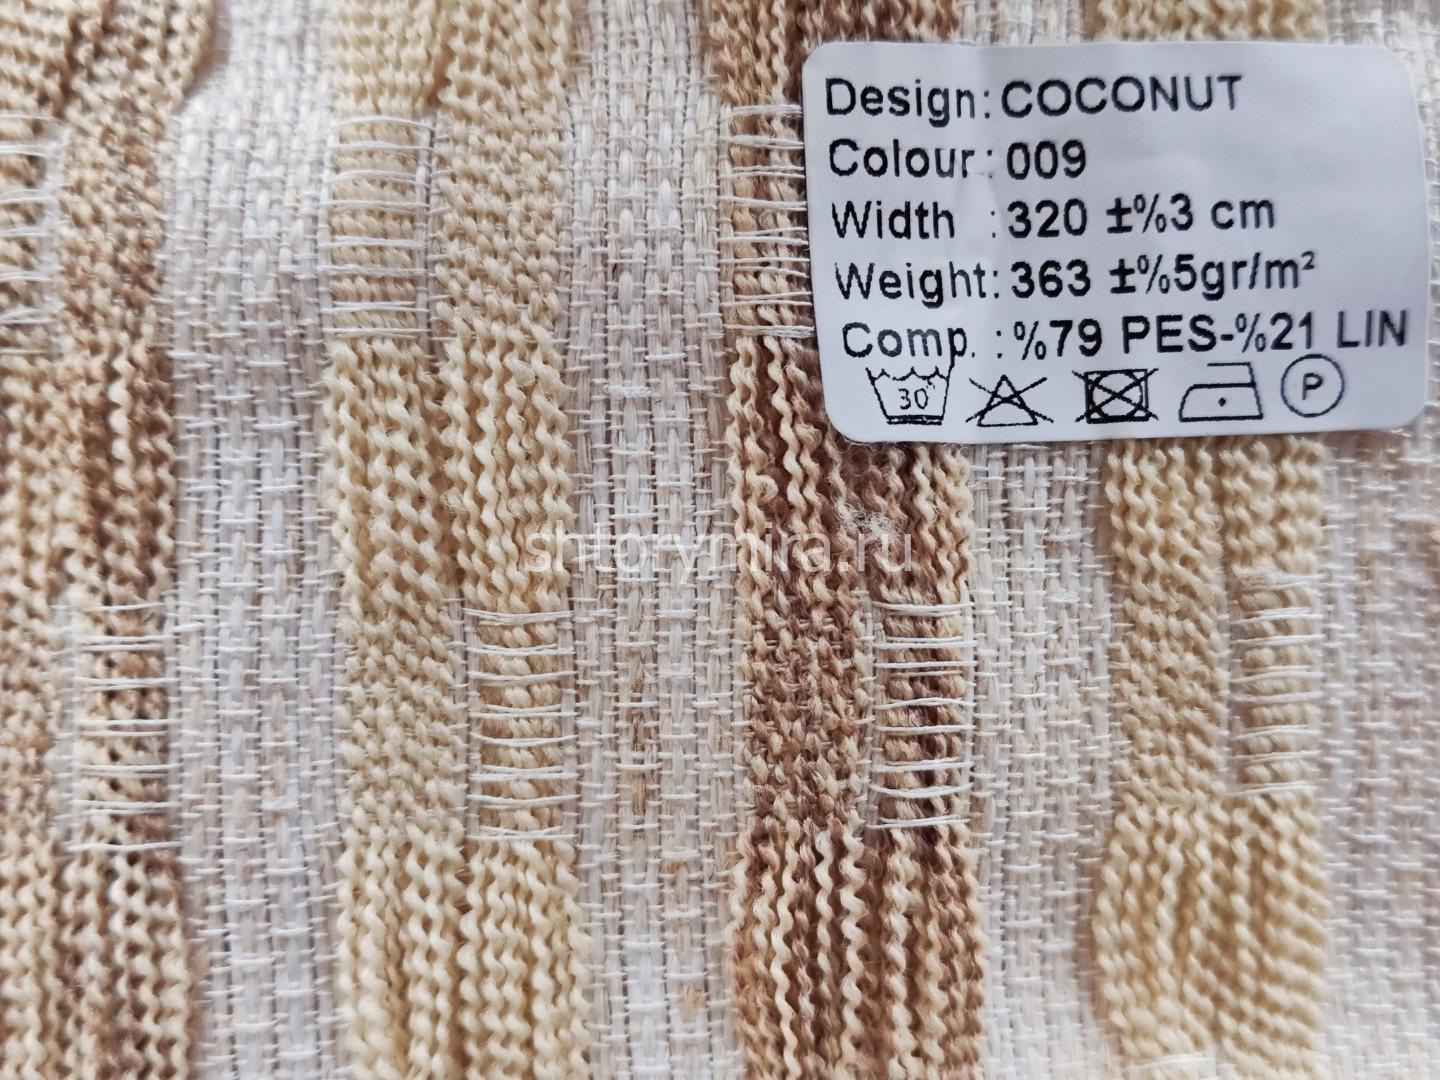 Design: COCONUT
Colour : 009
Width : 320 ±%3 cm
Weight: 363 ±%5gr/m²
Comp. : %79 PES-%21 LIN
30° P
shtorymira.ru